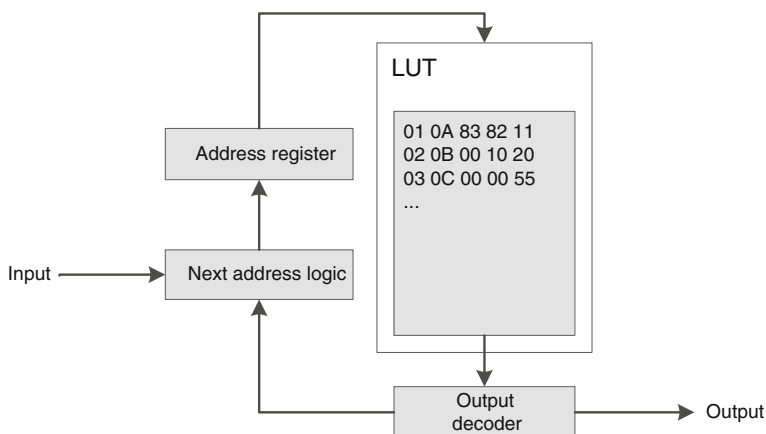 LUT
01 0A 83 82 11
02 0B 00 10 20
03 0C 00 00 55
...
Address register
Input
Next address logic
Output
decoder
Output